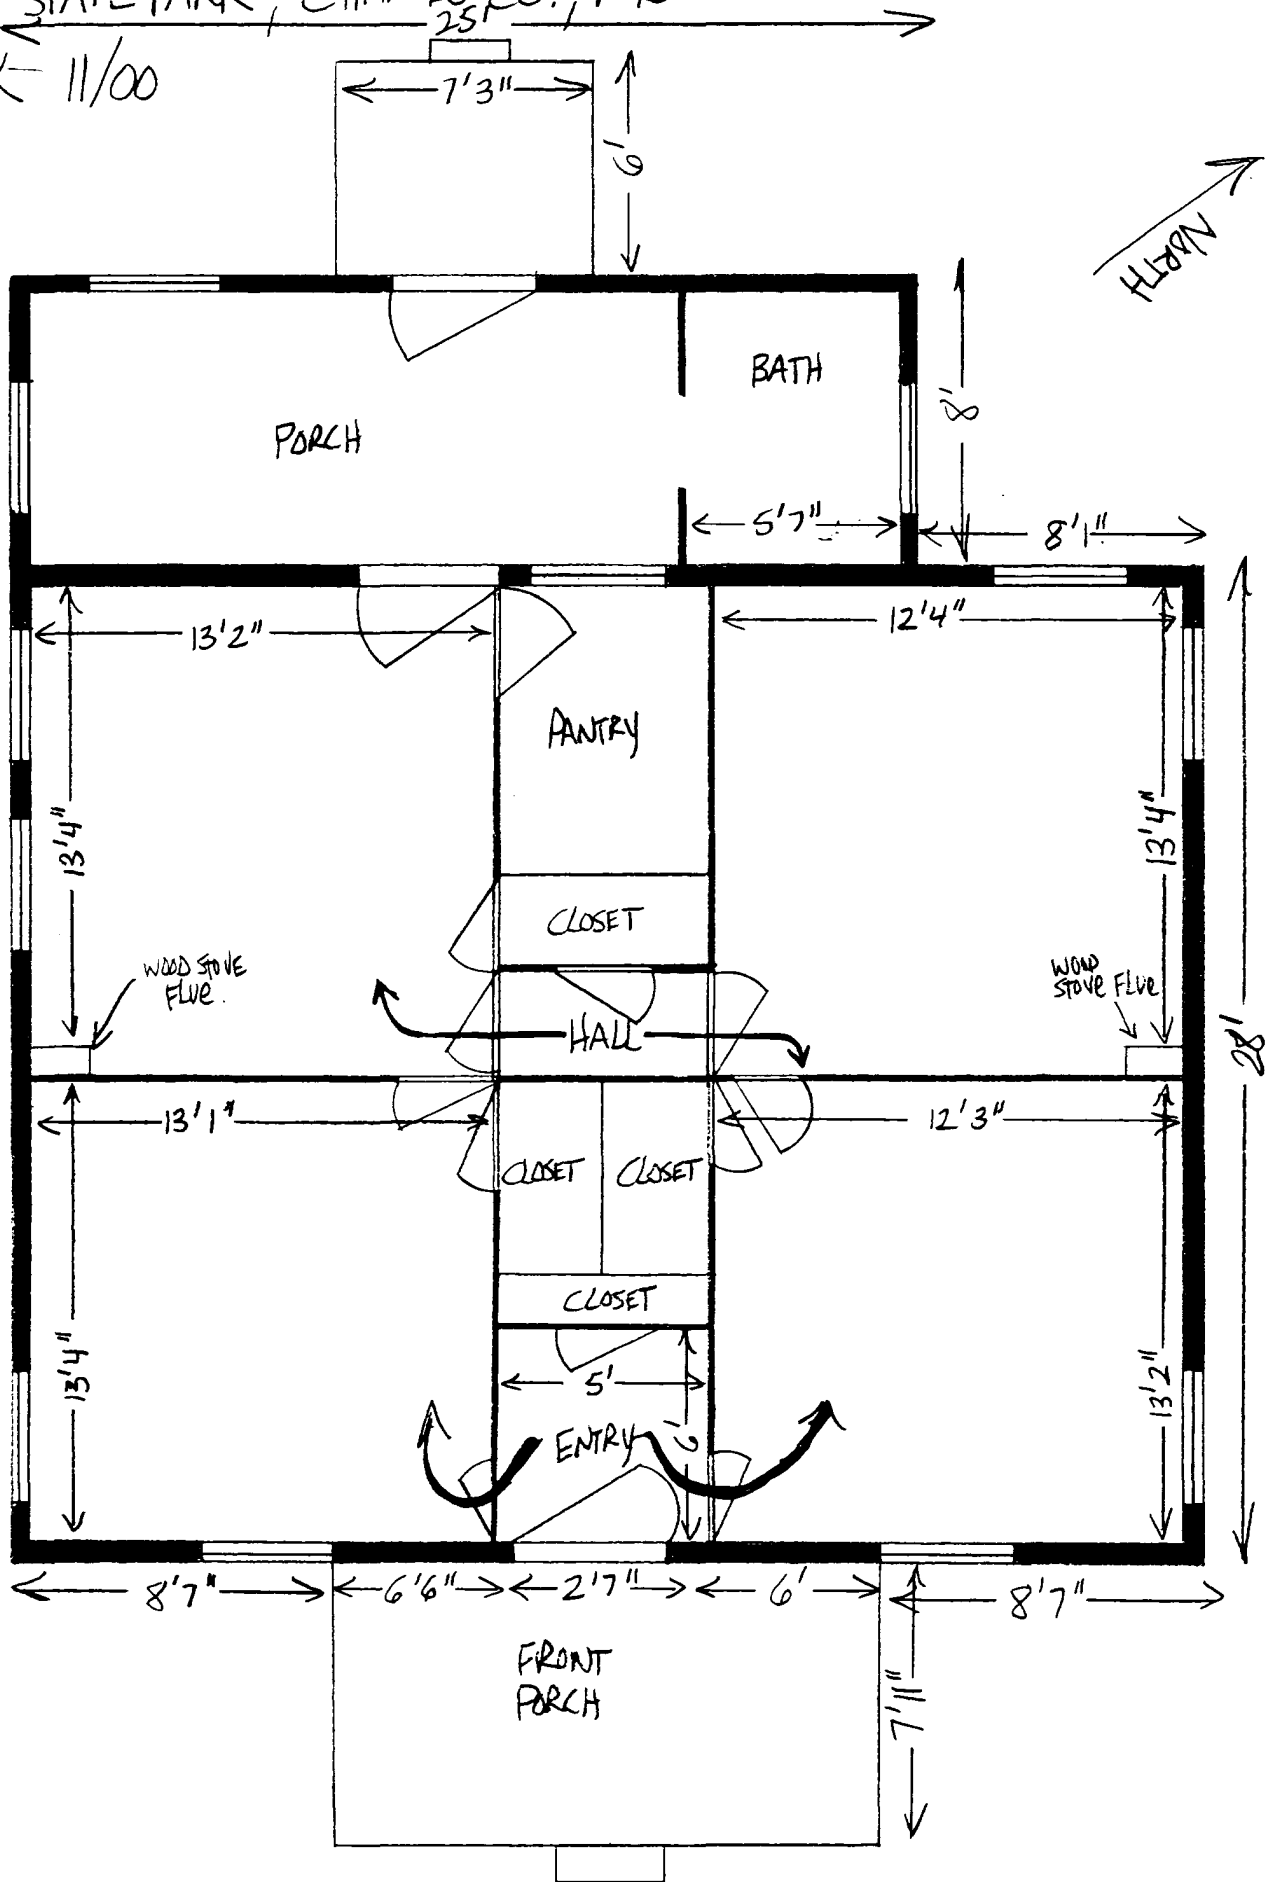 STATE PARK,
25'
11/00
7'3"
6'
NORTH
BATH
PORCH
8'
5'7"
8'1"
13'2"
12'4"
PANTRY
13'4"
13'4"
CLOSET
WOOD STOVE
FLUE.
WOOD
STOVE FLUE
HALL
28'
13'1"
12'3"
CLOSET
CLOSET
CLOSET
13'4"
5'
13'2"
ENTRY
6'
8'7"
6'6"
2'7"
6'
8'7"
FRONT
PORCH
7'11"